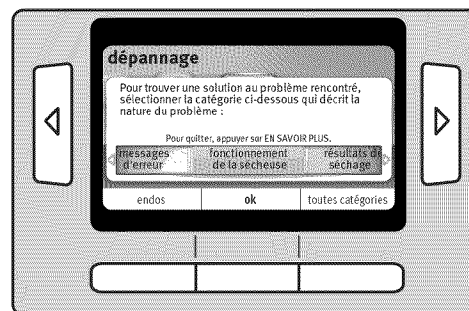 dépannage
Pour trouver une solution au problème rencontré,
sélectionner la catégorie ci-dessous qui décrit la
nature du problème :
Pour quitter, appuyer sur EN SAVOIR PLUS.
messages fonctionnement résultats d
d'erreur de la sécheuse séchage
endos ok toutes catégories